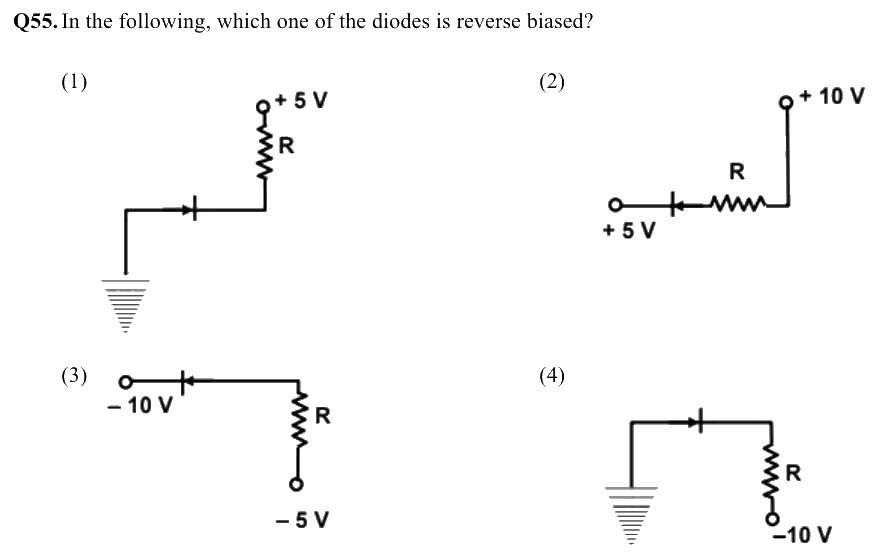 Q55. In the following, which one of the diodes is reverse biased?
(1)
+ 5 V
R
(2)
+ 10 V
R
+ 5 V
(3)
– 10 V
R
– 5 V
(4)
R
–10 V